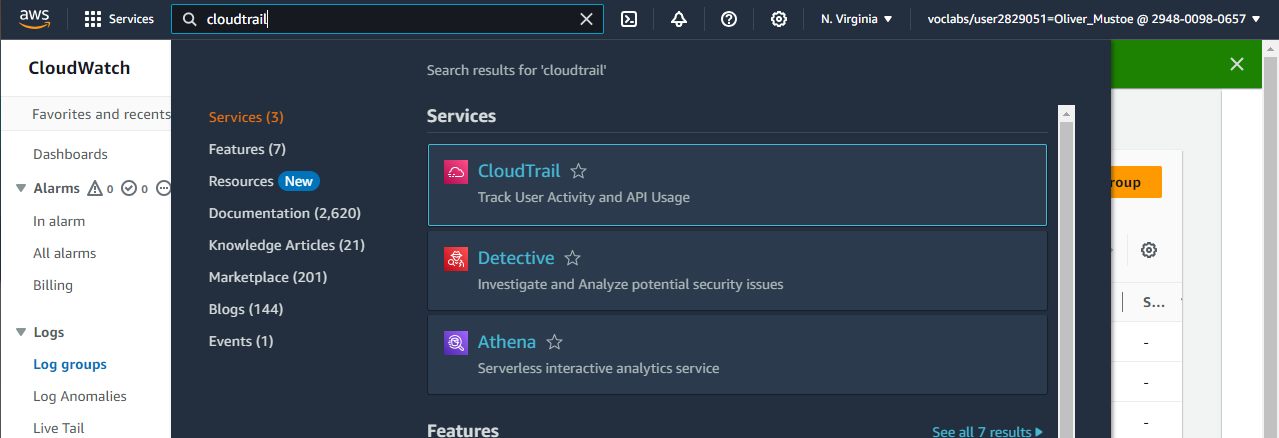 aws Services cloudtrail N. Virginia voclabs/user2829051=Oliver_Mustoe @ 2948-0098-0657
CloudWatch
Favorites and recents
Dashboards
Alarms 0 0
In alarm
All alarms
Billing
Logs
Log groups
Log Anomalies
Live Tail
Search results for 'cloudtrail'
Services (3)
Features (7)
Resources New
Documentation (2,620)
Knowledge Articles (21)
Marketplace (201)
Blogs (144)
Events (1)
Services
CloudTrail
Track User Activity and API Usage
Detective
Investigate and Analyze potential security issues
Athena
Serverless interactive analytics service
Features
See all 7 results
roup
S...
-
-
-